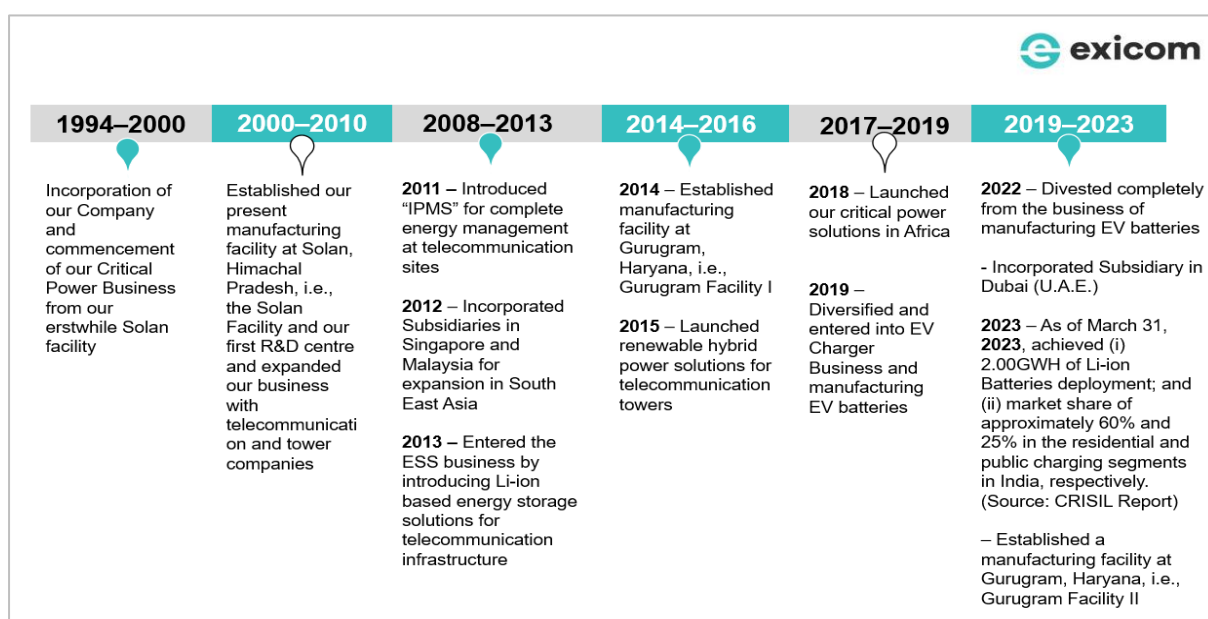 exicom
1994–2000
Incorporation of
our Company
and
commencement
of our Critical
Power Business
from our
erstwhile Solan
facility
2000–2010
Established our
present
manufacturing
facility at Solan,
Himachal
Pradesh, i.e.,
the Solan
Facility and our
first R&D centre
and expanded
our business
with
telecommunicati
on and tower
companies
2008–2013
2011 – Introduced
“IPMS” for complete
energy management
at telecommunication
sites
2012 – Incorporated
Subsidiaries in
Singapore and
Malaysia for
expansion in South
East Asia
2013 – Entered the
ESS business by
introducing Li-ion
based energy storage
solutions for
telecommunication
infrastructure
2014–2016
2014 – Established
manufacturing
facility at
Gurugram,
Haryana, i.e.,
Gurugram Facility I
2015 – Launched
renewable hybrid
power solutions for
telecommunication
towers
2017–2019
2018 – Launched
our critical power
solutions in Africa
2019 –
Diversified and
entered into EV
Charger
Business and
manufacturing
EV batteries
2019–2023
2022 – Divested completely
from the business of
manufacturing EV batteries
- Incorporated Subsidiary in
Dubai (U.A.E.)
2023 – As of March 31,
2023, achieved (i)
2.00GWH of Li-ion
Batteries deployment; and
(ii) market share of
approximately 60% and
25% in the residential and
public charging segments
in India, respectively.
(Source: CRISIL Report)
– Established a
manufacturing facility at
Gurugram, Haryana, i.e.,
Gurugram Facility II